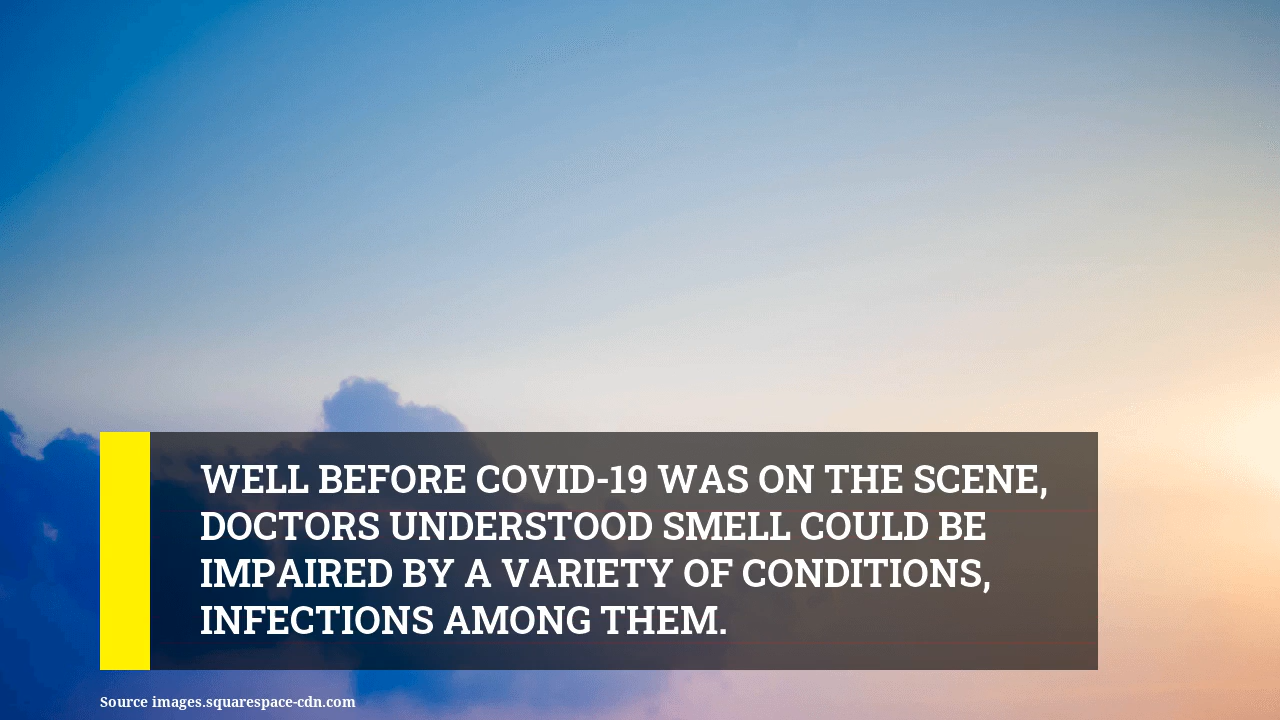 WELL BEFORE COVID-19 WAS ON THE SCENE,
DOCTORS UNDERSTOOD SMELL COULD BE
IMPAIRED BY A VARIETY OF CONDITIONS,
INFECTIONS AMONG THEM.
Source images.squarespace-cdn.com